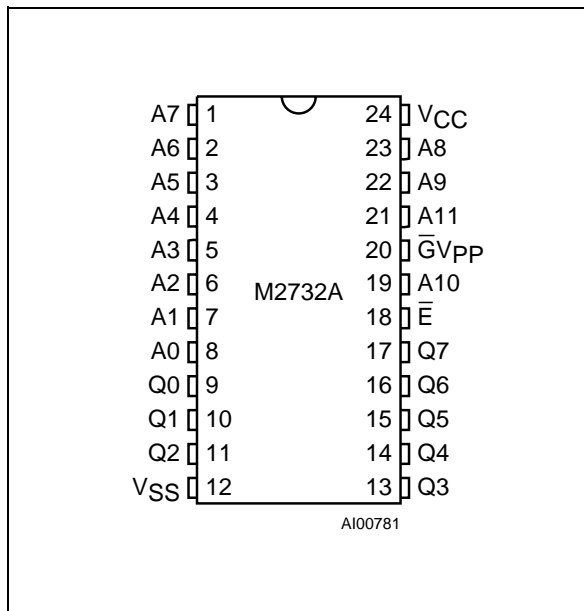 A7 1 24 VCC
A6 2 23 A8
A5 3 22 A9
A4 4 21 A11
A3 5 20 G̅VPP
A2 6 19 A10
M2732A
A1 7 18 E̅
A0 8 17 Q7
Q0 9 16 Q6
Q1 10 15 Q5
Q2 11 14 Q4
VSS 12 13 Q3
AI00781